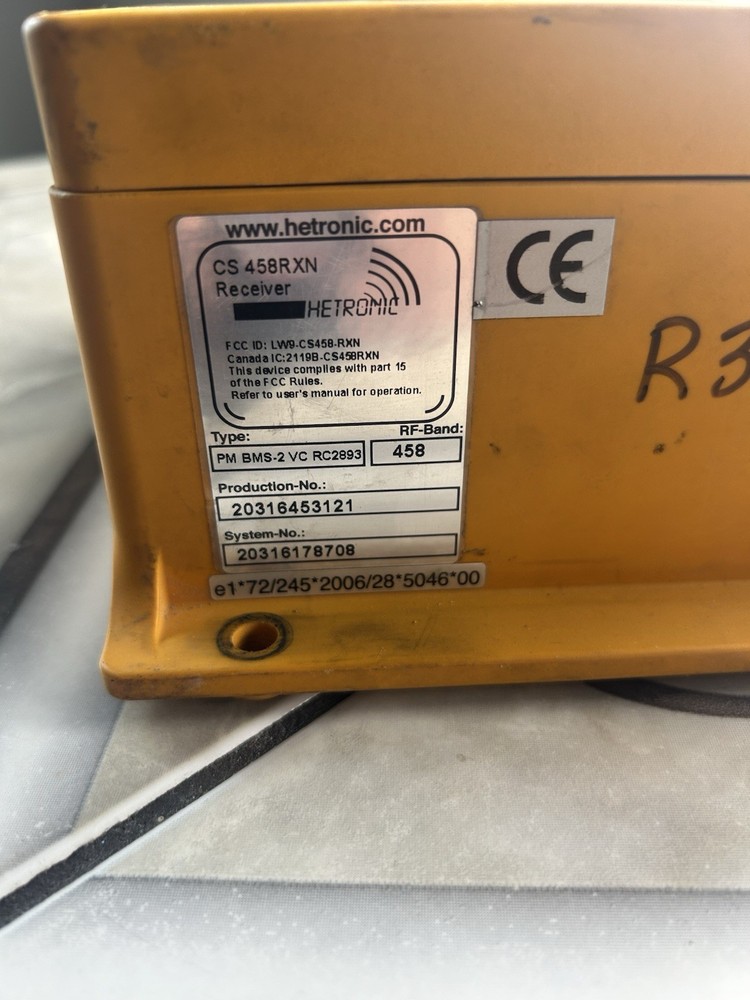 www.hetronic.com
CS 458RXN
Receiver
HETRONIC
FCC ID: LW9-CS458-RXN
Canada IC:2119B-CS458RXN
This device complies with part 15
of the FCC Rules.
Refer to user's manual for operation.
Type:
RF-Band:
PM BMS-2 VC RC2893
458
Production-No.:
20316453121
System-No.:
20316178708
e1*72/245*2006/28*5046*00
CE
R3